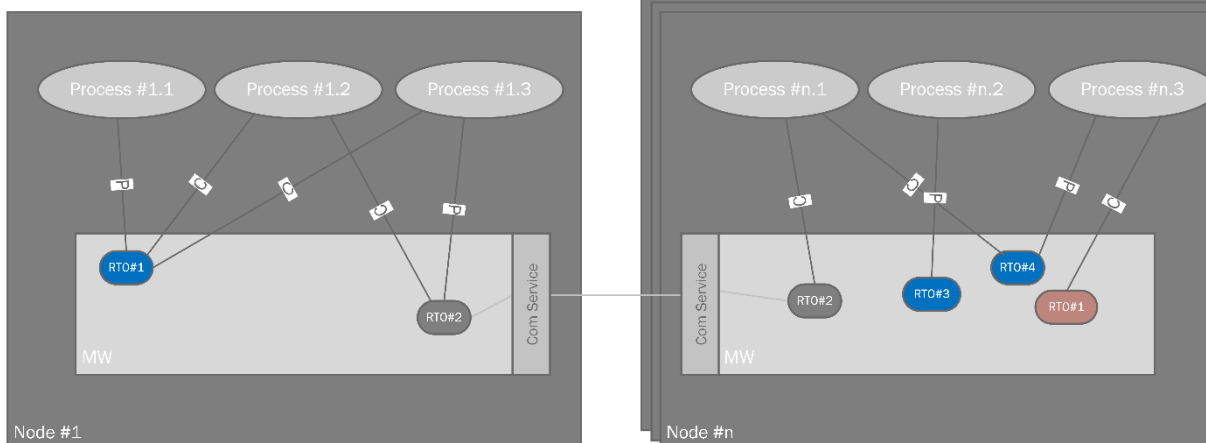 Process #1.1
Process #1.2
Process #1.3
P
C
C
C
P
RTO#1
RTO#2
Com Service
MW
Node #1
Process #n.1
Process #n.2
Process #n.3
C
C
P
P
C
Com Service
RTO#2
RTO#3
RTO#4
RTO#1
MW
Node #n